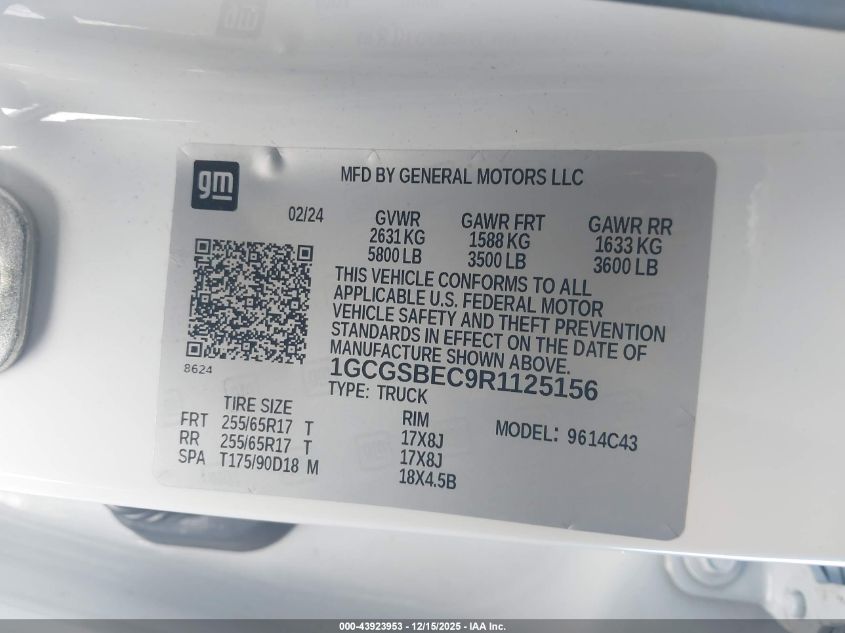 gm
MFD BY GENERAL MOTORS LLC
02/24
GVWR GAWR FRT GAWR RR
2631 KG 1588 KG 1633 KG
5800 LB 3500 LB 3600 LB
THIS VEHICLE CONFORMS TO ALL
APPLICABLE U.S. FEDERAL MOTOR
VEHICLE SAFETY AND THEFT PREVENTION
STANDARDS IN EFFECT ON THE DATE OF
MANUFACTURE SHOWN ABOVE.
8624
1GCGSBEC9R1125156
TYPE: TRUCK
TIRE SIZE RIM
FRT 255/65R17 T 17X8J
RR 255/65R17 T 17X8J
SPA T175/90D18 M 18X4.5B
MODEL: 9614C43
000-43923953 - 12/15/2025 - IAA Inc.